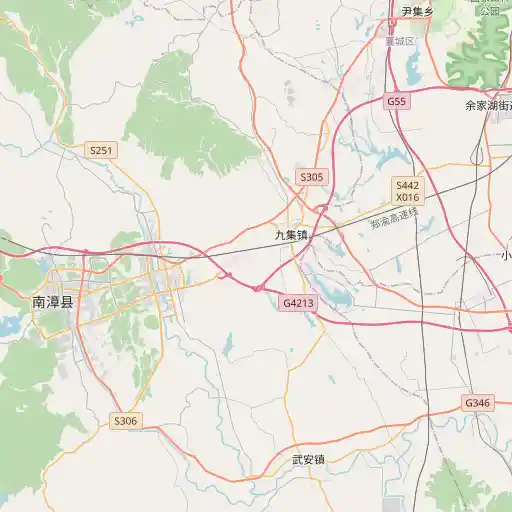 尹集乡
公园
襄城区
G55
余家湖街道
S251
S305
S442
X016
郑渝高速线
九集镇
小
南漳县
G4213
G346
S306
武安镇